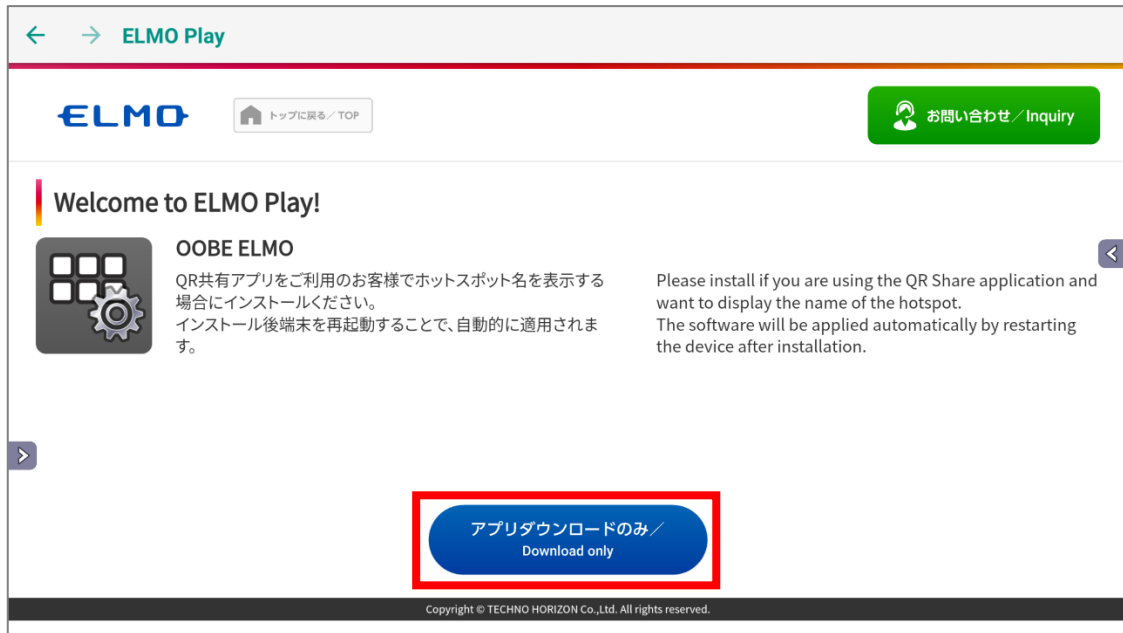 ELMO Play
ELMO
トップに戻る／TOP
お問い合わせ／Inquiry
Welcome to ELMO Play!
OOBE ELMO
QR共有アプリをご利用のお客様でホットスポット名を表示する
場合にインストールください。
インストール後端末を再起動することで、自動的に適用されま
す。
Please install if you are using the QR Share application and
want to display the name of the hotspot.
The software will be applied automatically by restarting
the device after installation.
アプリダウンロードのみ／
Download only
Copyright © TECHNO HORIZON Co.,Ltd. All rights reserved.